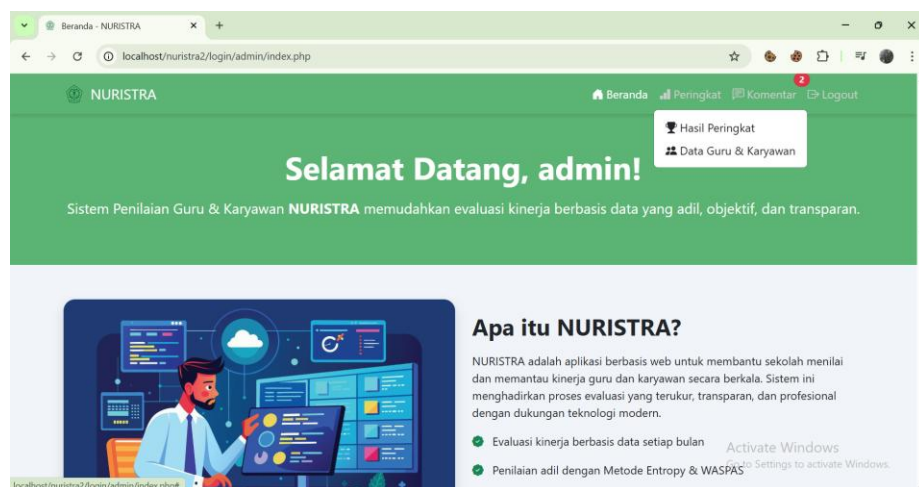 Beranda - NURISTRA
localhost/nuristra2/login/admin/index.php
NURISTRA
Beranda Peringkat Komentar 2 Logout
Hasil Peringkat
Data Guru & Karyawan
Selamat Datang, admin!
Sistem Penilaian Guru & Karyawan NURISTRA memudahkan evaluasi kinerja berbasis data yang adil, objektif, dan transparan.
Apa itu NURISTRA?
NURISTRA adalah aplikasi berbasis web untuk membantu sekolah menilai
dan memantau kinerja guru dan karyawan secara berkala. Sistem ini
menghadirkan proses evaluasi yang terukur, transparan, dan profesional
dengan dukungan teknologi modern.
Evaluasi kinerja berbasis data setiap bulan
Activate Windows
Penilaian adil dengan Metode Entropy & WASPAS
Go to Settings to activate Windows.
localhost/nuristra2/login/admin/index.php#